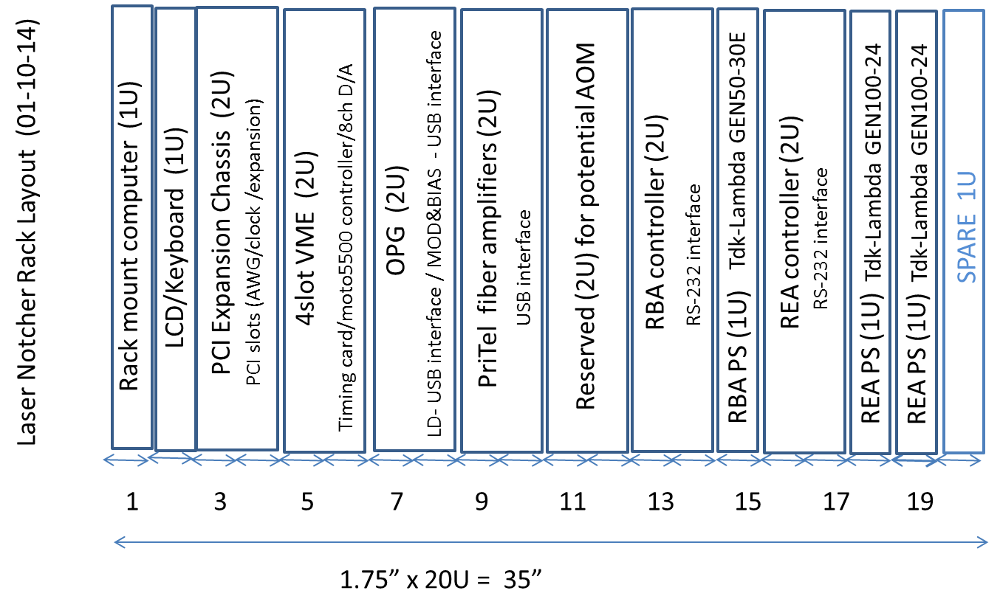 Laser Notcher Rack Layout (01-10-14)
Rack mount computer (1U)
LCD/Keyboard (1U)
PCI Expansion Chassis (2U)
PCI slots (AWG/clock /expansion)
4slot VME (2U)
Timing card/moto5500 controller/8ch D/A
OPG (2U)
LD- USB interface / MOD&BIAS - USB interface
PriTel fiber amplifiers (2U)
USB interface
Reserved (2U) for potential AOM
RBA controller (2U)
RS-232 interface
RBA PS (1U) Tdk-Lambda GEN50-30E
REA controller (2U)
RS-232 interface
REA PS (1U) Tdk-Lambda GEN100-24
REA PS (1U) Tdk-Lambda GEN100-24
SPARE 1U
1 3 5 7 9 11 13 15 17 19
1.75” x 20U = 35”